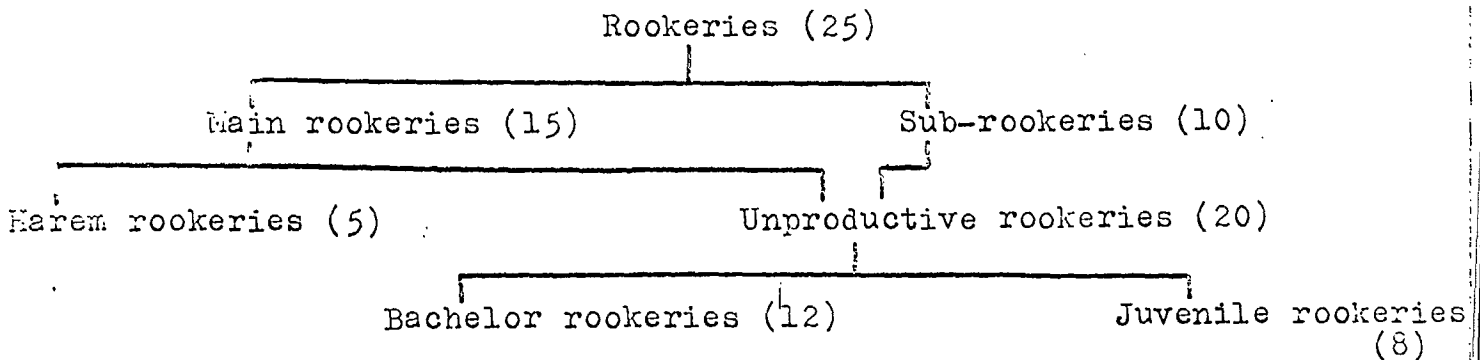 Rookeries (25)
Main rookeries (15) Sub-rookeries (10)
Harem rookeries (5) Unproductive rookeries (20)
Bachelor rookeries (12) Juvenile rookeries
(8)